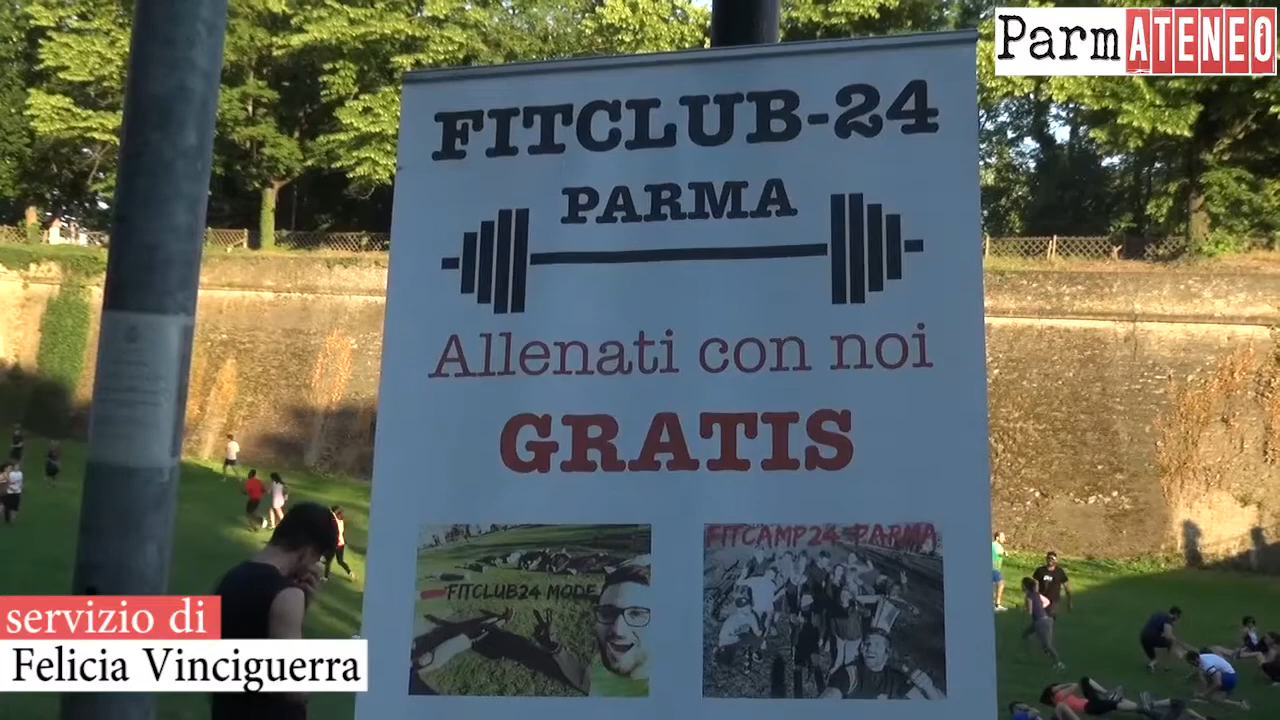 ParmATENEO
FITCLUB-24
PARMA
Allenati con noi
GRATIS
FITCLUB24 MODE
FITCAMP24 PARMA
servizio di
Felicia Vinciguerra